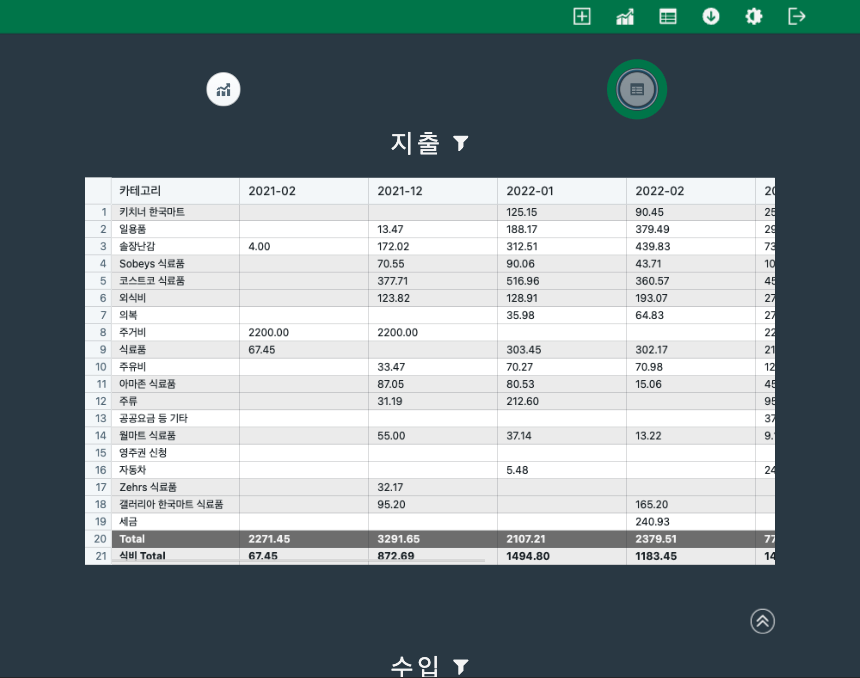 지출
카테고리 2021-02 2021-12 2022-01 2022-02 20
1 키치너 한국마트 125.15 90.45 25
2 일용품 13.47 188.17 379.49 29
3 솔장난감 4.00 172.02 312.51 439.83 73
4 Sobeys 식료품 70.55 90.06 43.71 10
5 코스트코 식료품 377.71 516.96 360.57 45
6 외식비 123.82 128.91 193.07 27
7 의복 35.98 64.83 27
8 주거비 2200.00 2200.00 22
9 식료품 67.45 303.45 302.17 21
10 주유비 33.47 70.27 70.98 12
11 아마존 식료품 87.05 80.53 15.06 45
12 주류 31.19 212.60 95
13 공공요금 등 기타 37
14 월마트 식료품 55.00 37.14 13.22 9.
15 영주권 신청
16 자동차 5.48 24
17 Zehrs 식료품 32.17
18 갤러리아 한국마트 식료품 95.20 165.20
19 세금 240.93
20 Total 2271.45 3291.65 2107.21 2379.51 77
21 식비 Total 67.45 872.69 1494.80 1183.45 14
수입